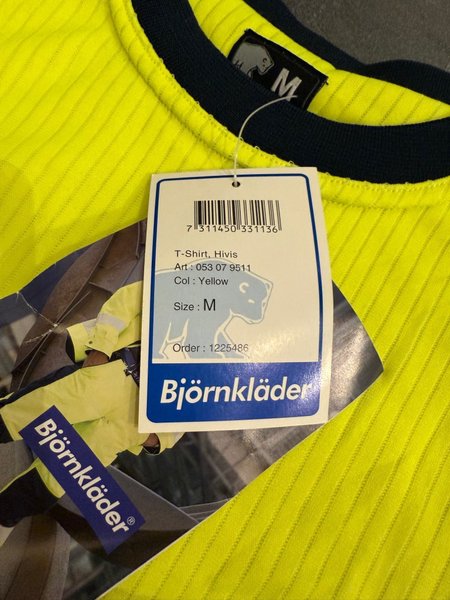 M
7 311450 331136
T-Shirt, Hivis
Art : 053 07 9511
Col : Yellow
Size : M
Order : 1225486
Björnkläder
Björnkläder®